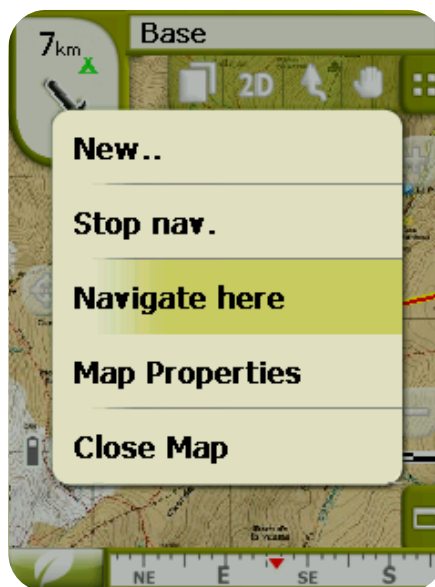 7km
Base
2D
New..
Stop nav.
Navigate here
Map Properties
Close Map
NE
E
SE
S